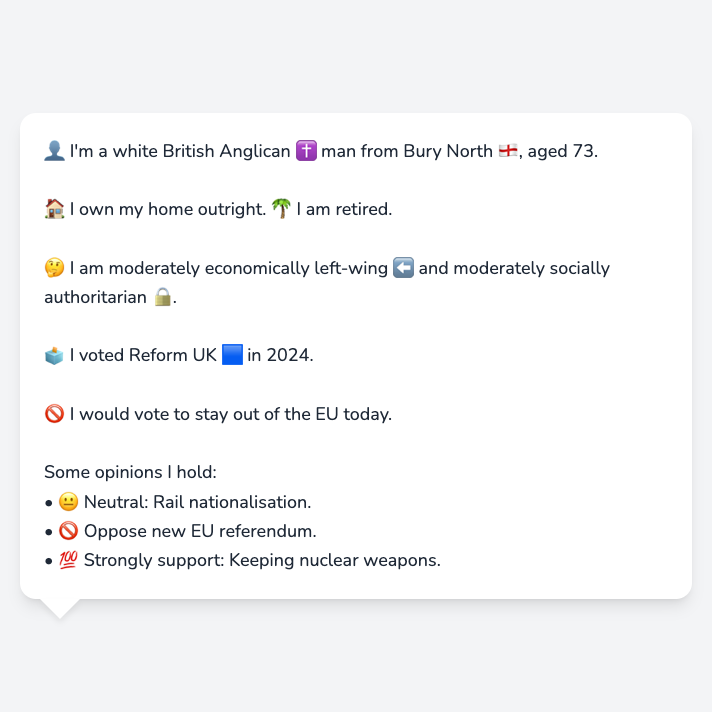 👤 I'm a white British Anglican ✝️ man from Bury North 🏴󠁧󠁢󠁥󠁮󠁧󠁿, aged 73.
🏠 I own my home outright. 🌴 I am retired.
🤔 I am moderately economically left-wing ⬅️ and moderately socially
authoritarian 🔒.
🗳️ I voted Reform UK 🟦 in 2024.
🚫 I would vote to stay out of the EU today.
Some opinions I hold:
• 😐 Neutral: Rail nationalisation.
• 🚫 Oppose new EU referendum.
• 💯 Strongly support: Keeping nuclear weapons.